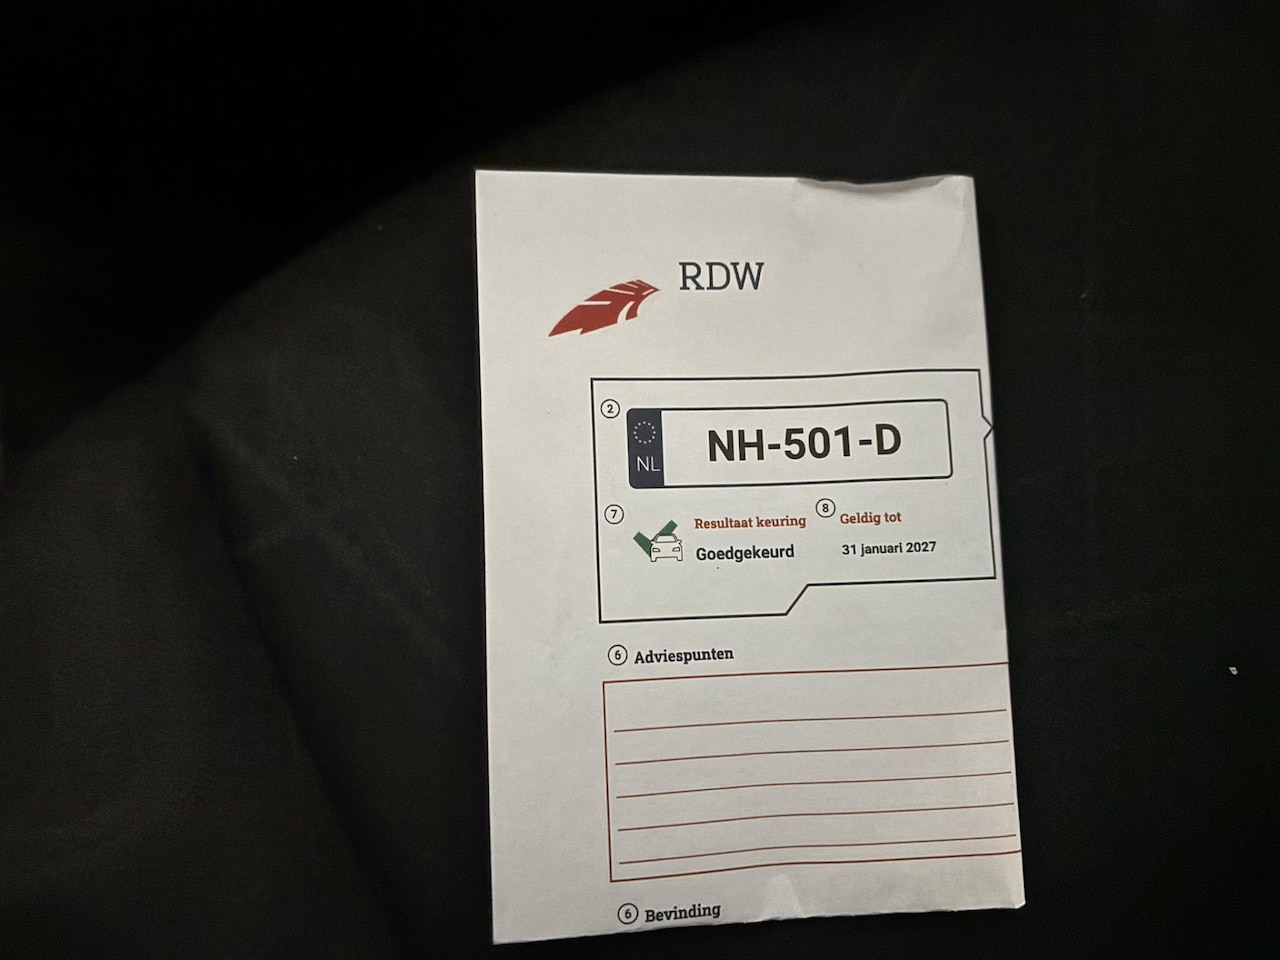 RDW
2
NL
NH-501-D
7
Resultaat keuring
Goedgekeurd
8
Geldig tot
31 januari 2027
6 Adviespunten
6 Bevinding